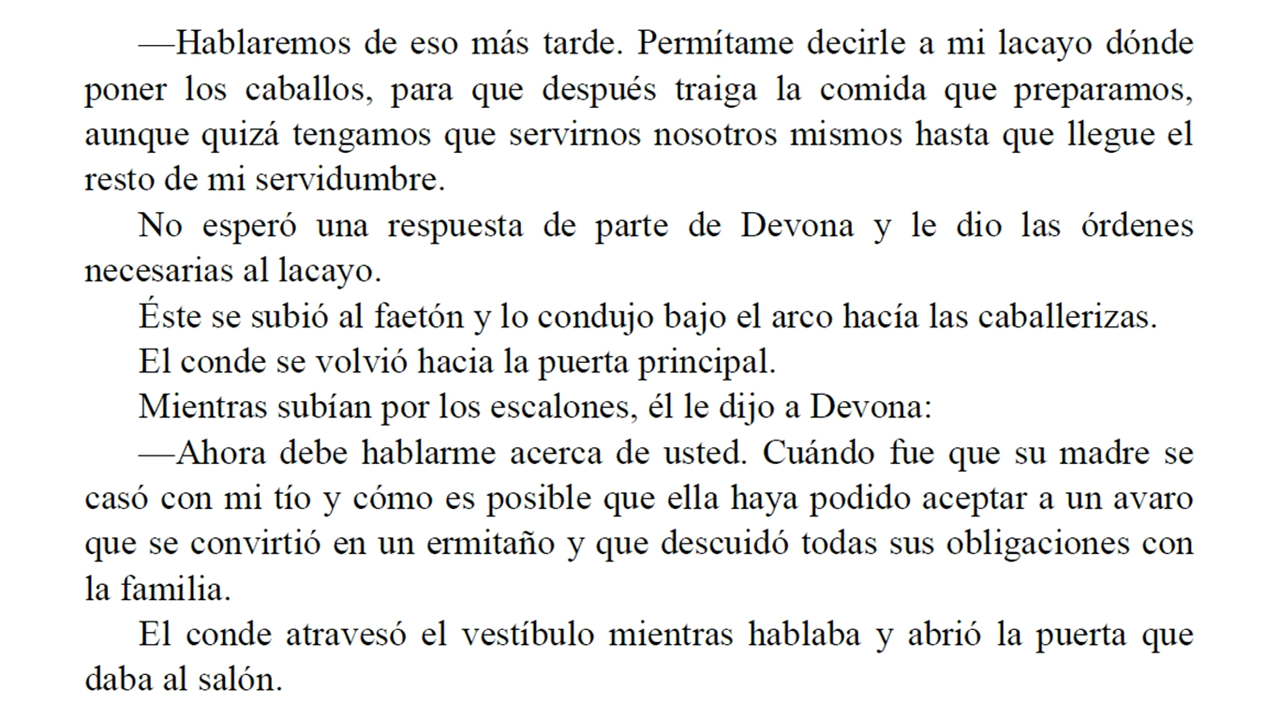 —Hablaremos de eso más tarde. Permítame decirle a mi lacayo dónde
poner los caballos, para que después traiga la comida que preparamos,
aunque quizá tengamos que servirnos nosotros mismos hasta que llegue el
resto de mi servidumbre.
No esperó una respuesta de parte de Devona y le dio las órdenes
necesarias al lacayo.
Éste se subió al faetón y lo condujo bajo el arco hacía las caballerizas.
El conde se volvió hacia la puerta principal.
Mientras subían por los escalones, él le dijo a Devona:
—Ahora debe hablarme acerca de usted. Cuándo fue que su madre se
casó con mi tío y cómo es posible que ella haya podido aceptar a un avaro
que se convirtió en un ermitaño y que descuidó todas sus obligaciones con
la familia.
El conde atravesó el vestíbulo mientras hablaba y abrió la puerta que
daba al salón.